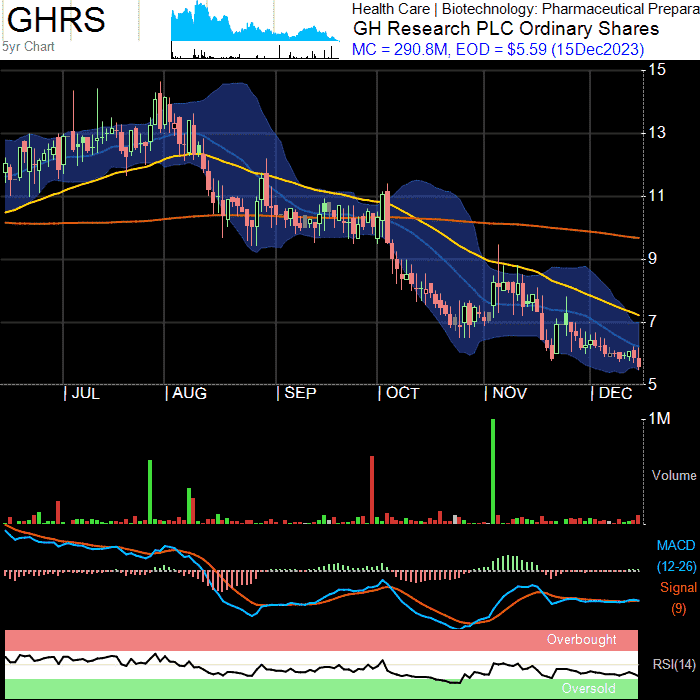 GHRS
5yr Chart
Health Care | Biotechnology: Pharmaceutical Prepara
GH Research PLC Ordinary Shares
MC = 290.8M, EOD = $5.59 (15Dec2023)
15
13
11
9
7
5
| JUL | AUG | SEP | OCT | NOV | DEC
1M
Volume
MACD
(12-26)
Signal
(9)
Overbought
RSI(14)
Oversold